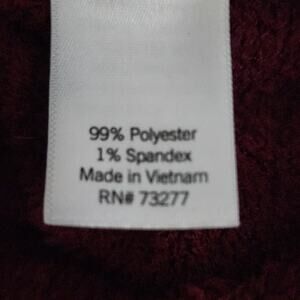 99% Polyester
1% Spandex
Made in Vietnam
RN# 73277